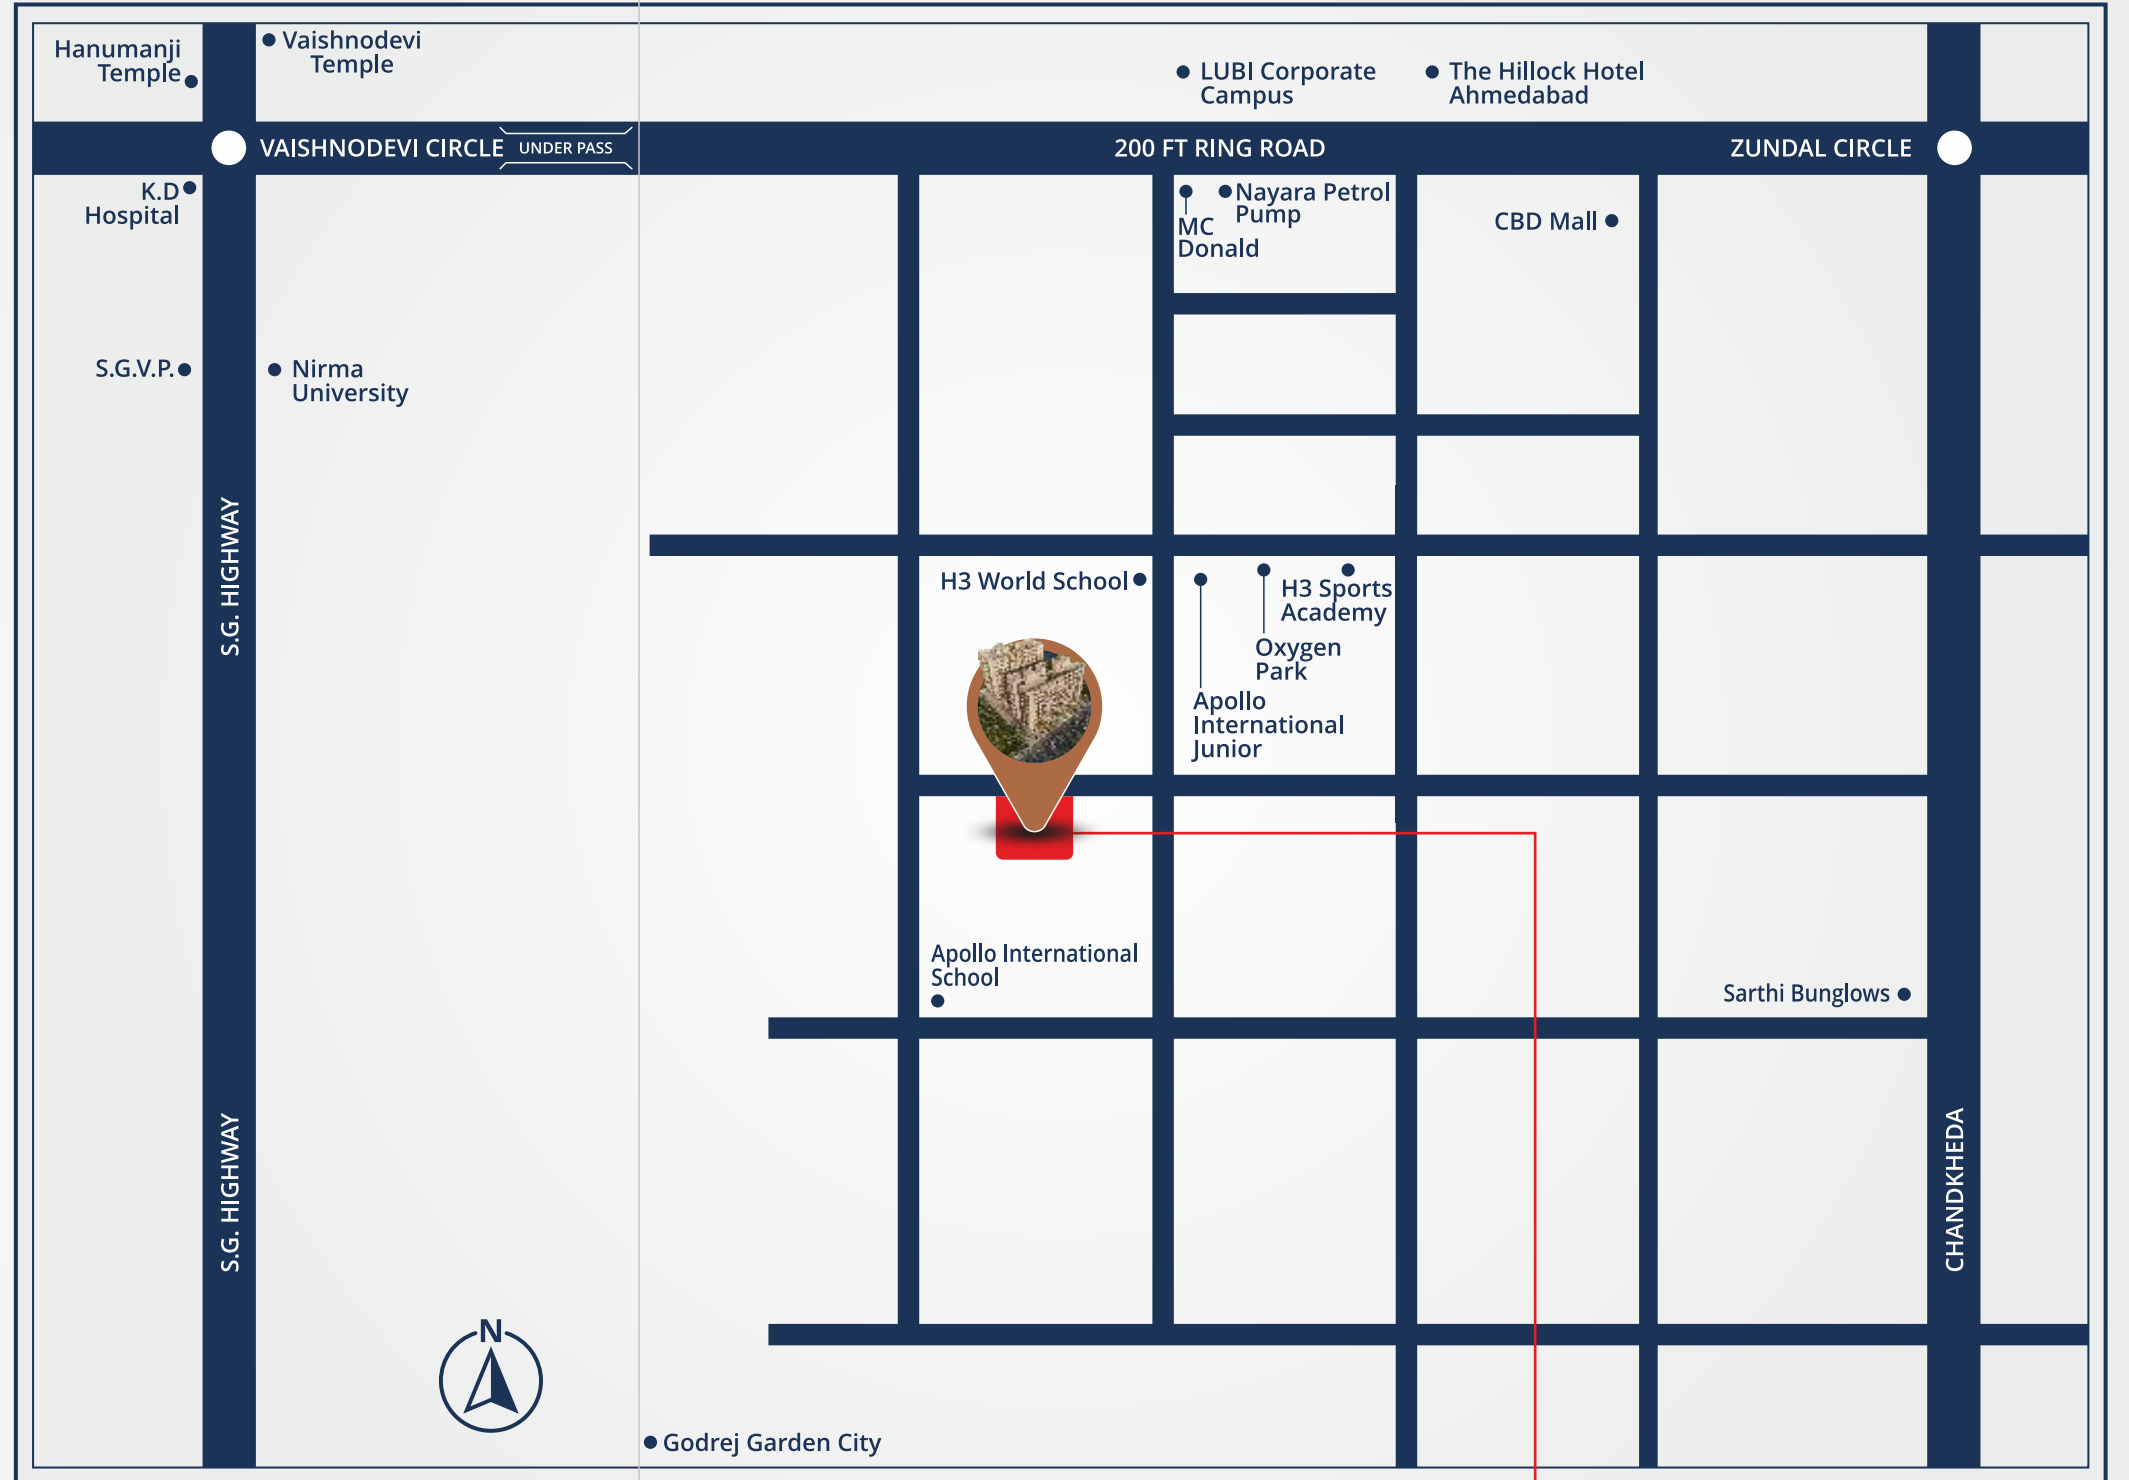 Hanumanji
Temple
Vaishnodevi
Temple
LUBI Corporate
Campus
The Hillock Hotel
Ahmedabad
VAISHNODEVI CIRCLE
UNDER PASS
200 FT RING ROAD
ZUNDAL CIRCLE
K.D
Hospital
MC
Donald
Nayara Petrol
Pump
CBD Mall
S.G.V.P.
Nirma
University
S.G. HIGHWAY
H3 World School
H3 Sports
Academy
Oxygen
Park
Apollo
International
Junior
Apollo International
School
Sarthi Bunglows
S.G. HIGHWAY
CHANDKHEDA
N
Godrej Garden City